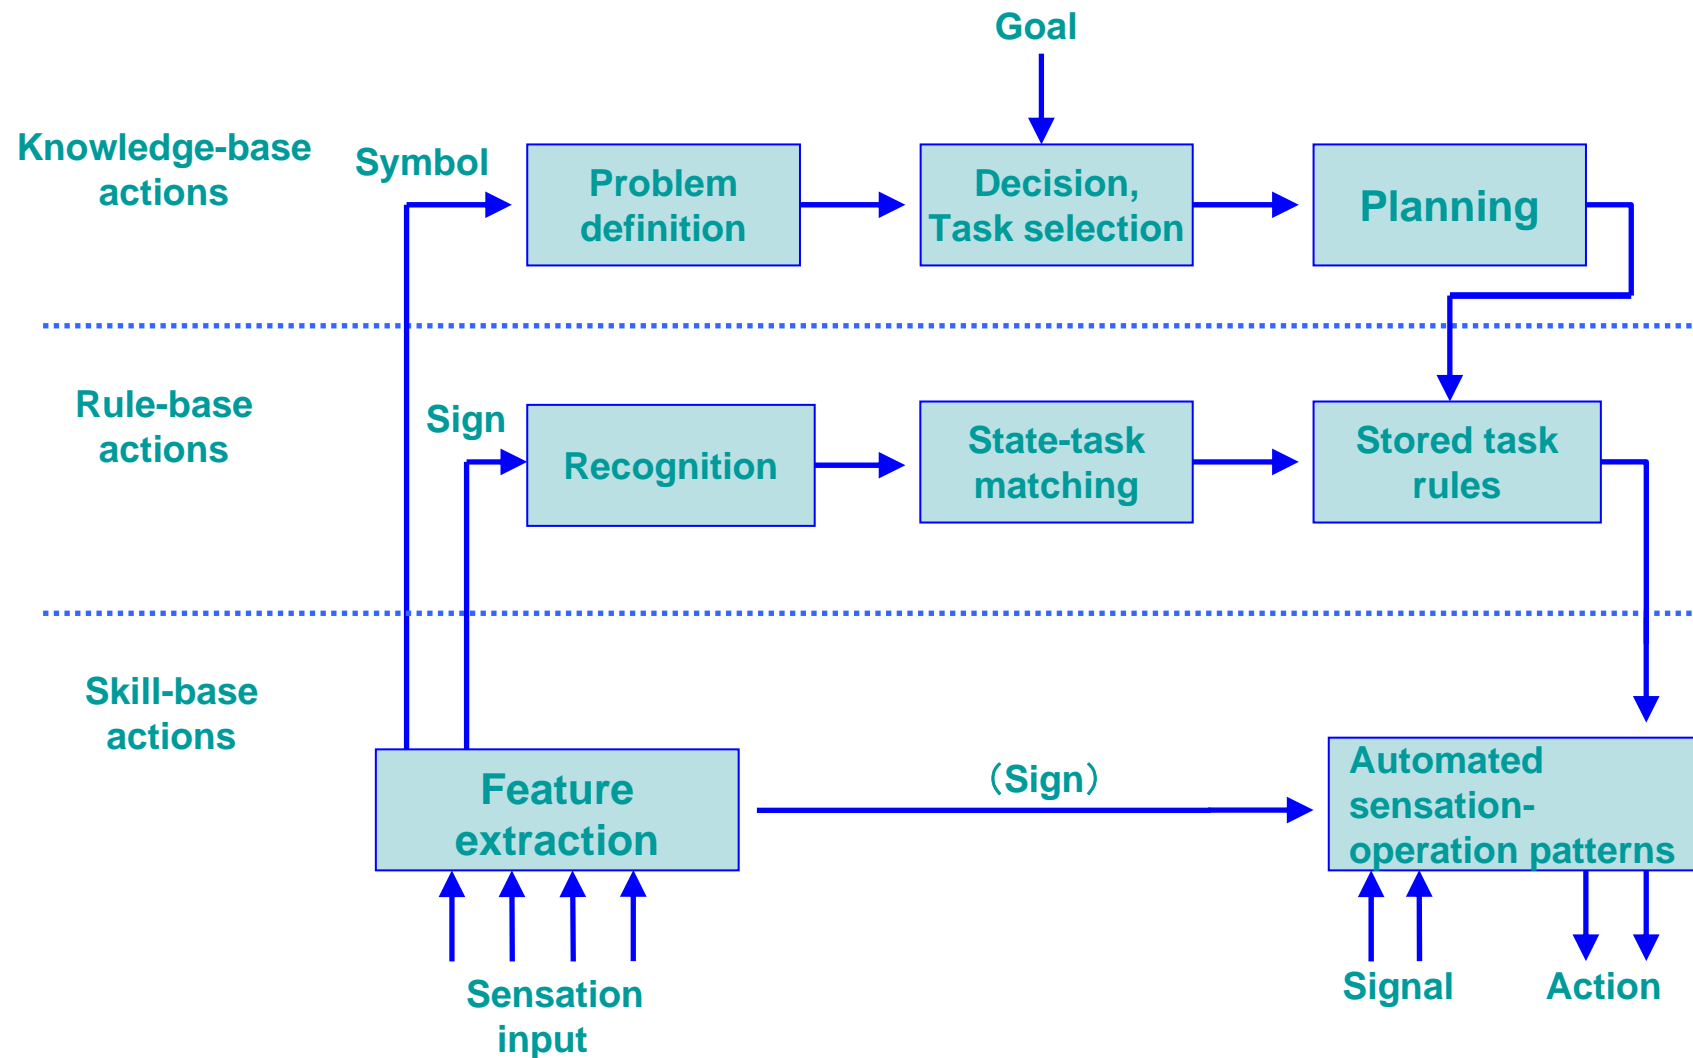 Goal
Knowledge-base
actions
Symbol
Problem
definition
Decision,
Task selection
Planning
Rule-base
actions
Sign
Recognition
State-task
matching
Stored task
rules
Skill-base
actions
Feature
extraction
（Sign）
Automated
sensation-
operation patterns
Sensation
input
Signal
Action